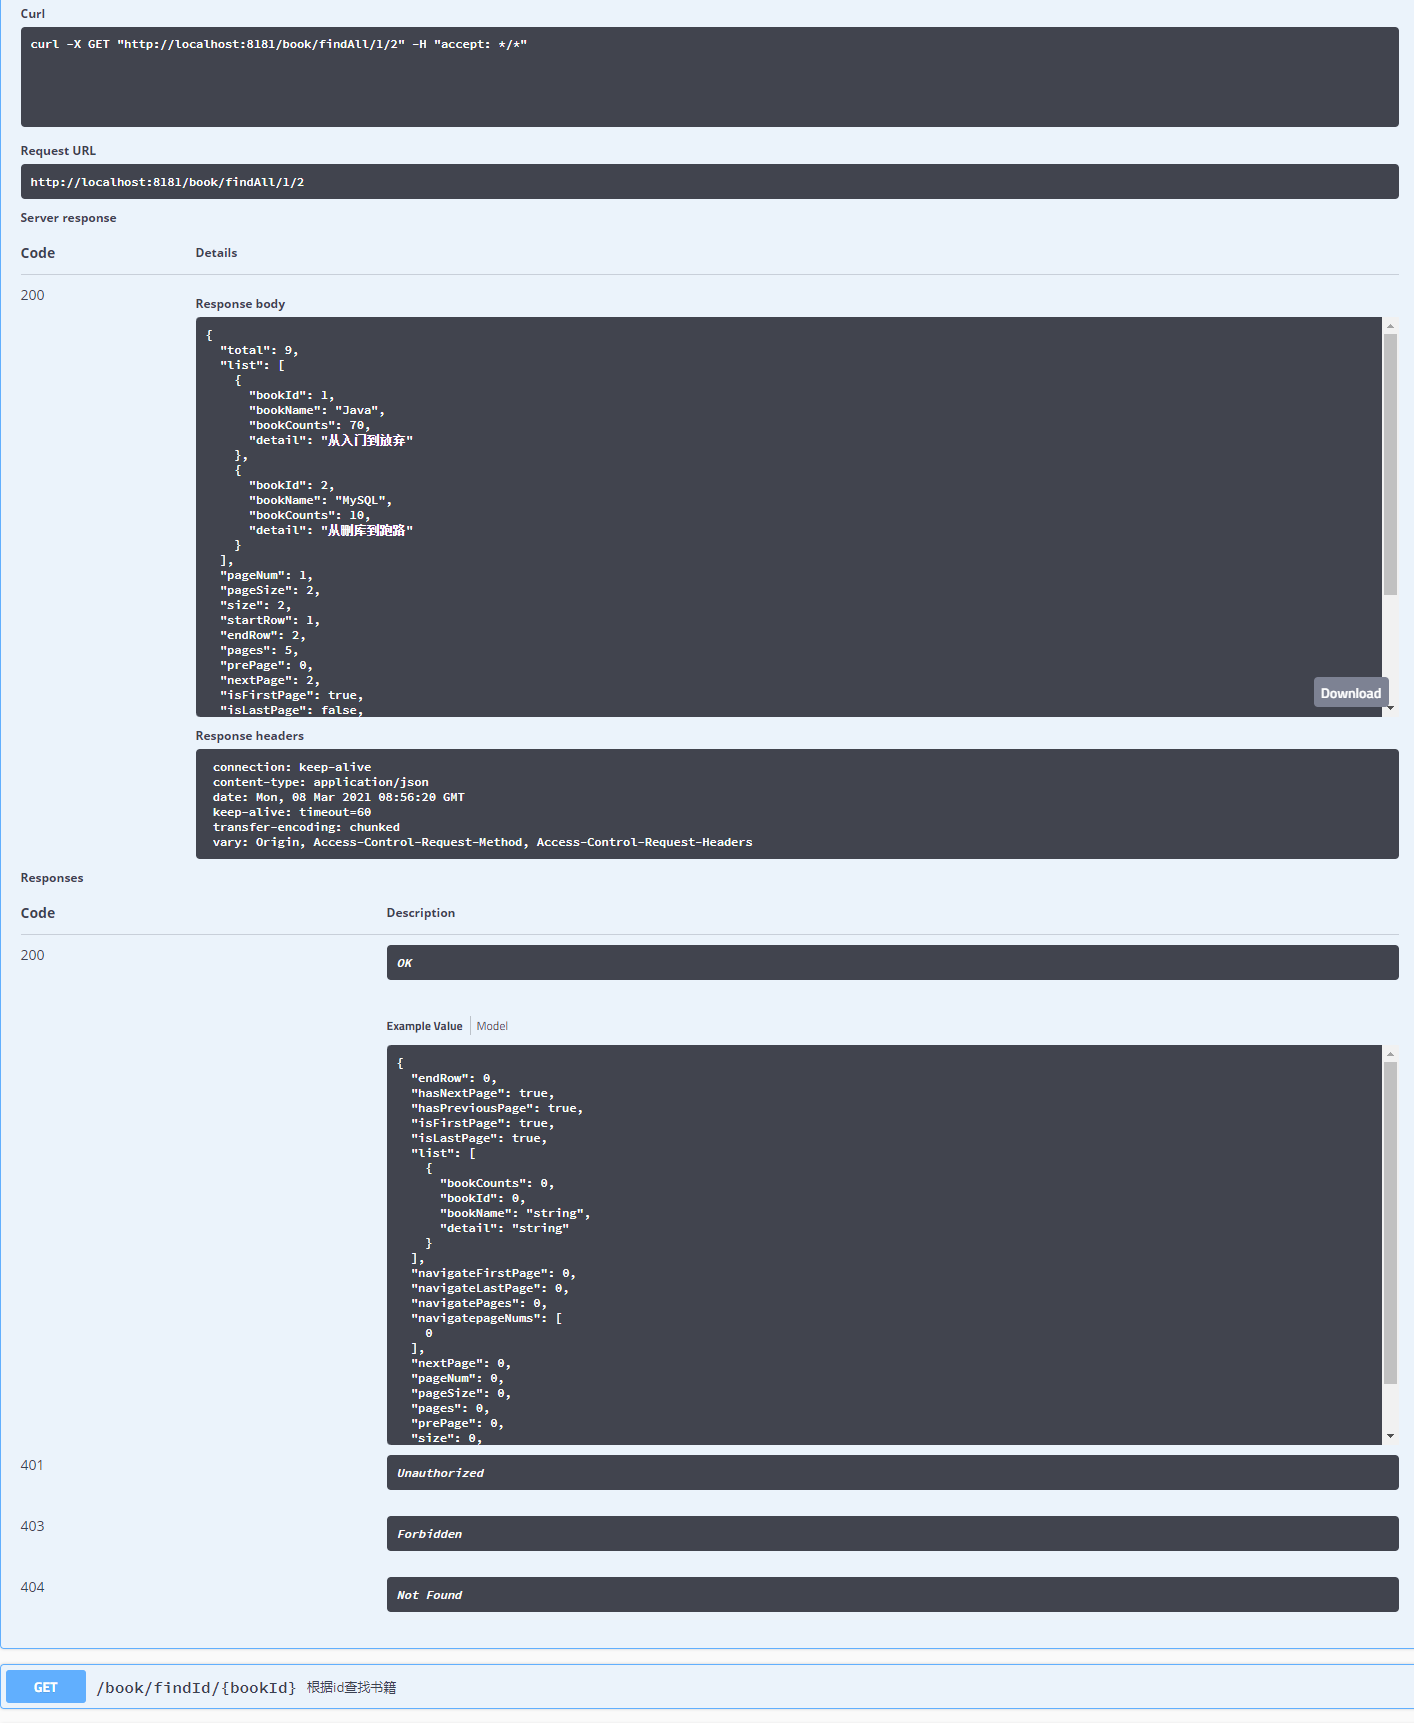 Curl
curl -X GET "http://localhost:8181/book/findAll/1/2" -H "accept: */*"
Request URL
http://localhost:8181/book/findAll/1/2
Server response
Code Details
200
Response body
{
"total": 9,
"list": [
{
"bookId": 1,
"bookName": "Java",
"bookCounts": 70,
"detail": "从入门到放弃"
},
{
"bookId": 2,
"bookName": "MySQL",
"bookCounts": 10,
"detail": "从删库到跑路"
}
],
"pageNum": 1,
"pageSize": 2,
"size": 2,
"startRow": 1,
"endRow": 2,
"pages": 5,
"prePage": 0,
"nextPage": 2,
"isFirstPage": true,
"isLastPage": false,
Download
Response headers
connection: keep-alive
content-type: application/json
date: Mon, 08 Mar 2021 08:56:20 GMT
keep-alive: timeout=60
transfer-encoding: chunked
vary: Origin, Access-Control-Request-Method, Access-Control-Request-Headers
Responses
Code Description
200
OK
Example Value Model
{
"endRow": 0,
"hasNextPage": true,
"hasPreviousPage": true,
"isFirstPage": true,
"isLastPage": true,
"list": [
{
"bookCounts": 0,
"bookId": 0,
"bookName": "string",
"detail": "string"
}
],
"navigateFirstPage": 0,
"navigateLastPage": 0,
"navigatePages": 0,
"navigatepageNums": [
0
],
"nextPage": 0,
"pageNum": 0,
"pageSize": 0,
"pages": 0,
"prePage": 0,
"size": 0,
401
Unauthorized
403
Forbidden
404
Not Found
GET /book/findId/{bookId} 根据id查找书籍